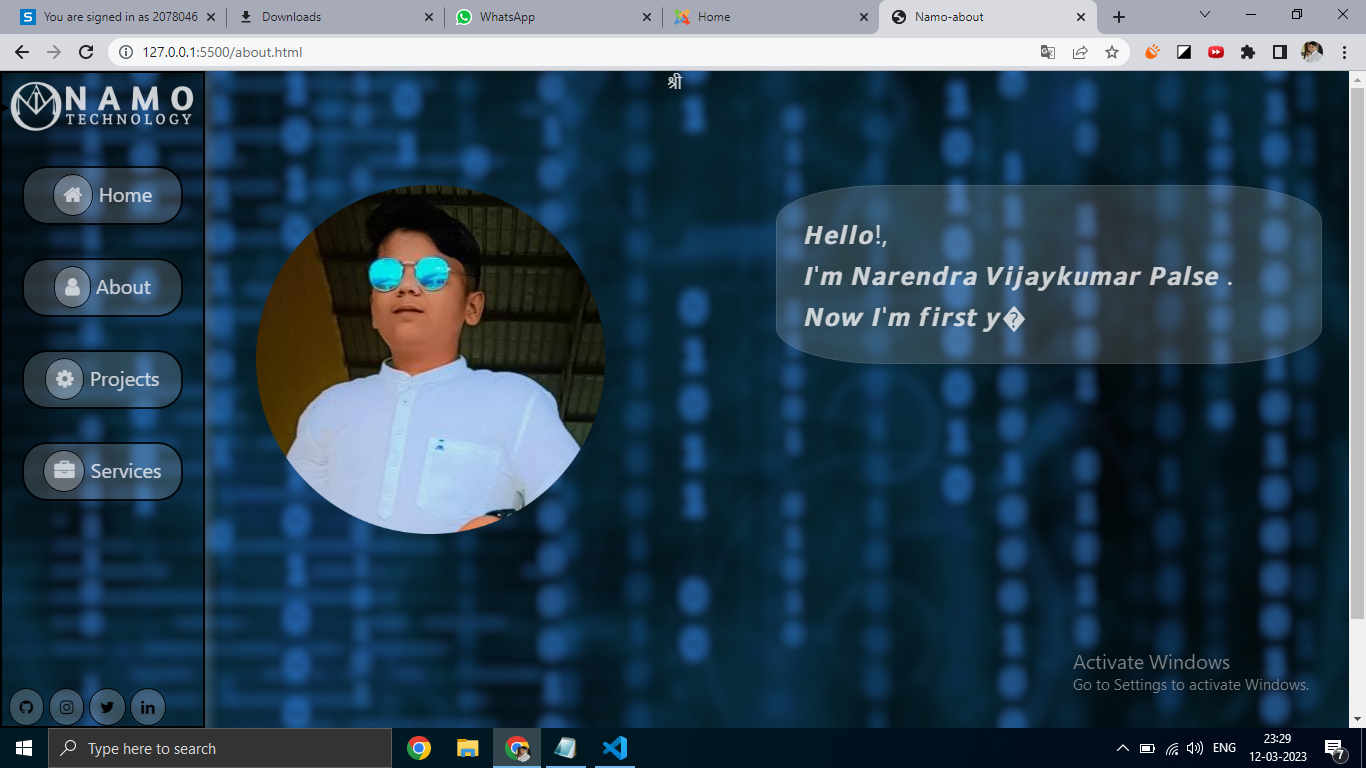 You are signed in as 2078046
Downloads
WhatsApp
Home
Namo-about
127.0.0.1:5500/about.html
श्री
NAMO
TECHNOLOGY
Home
About
Projects
Services
Hello!,
I'm Narendra Vijaykumar Palse .
Now I'm first y�
Activate Windows
Go to Settings to activate Windows.
Type here to search
ENG
23:29
12-03-2023
7